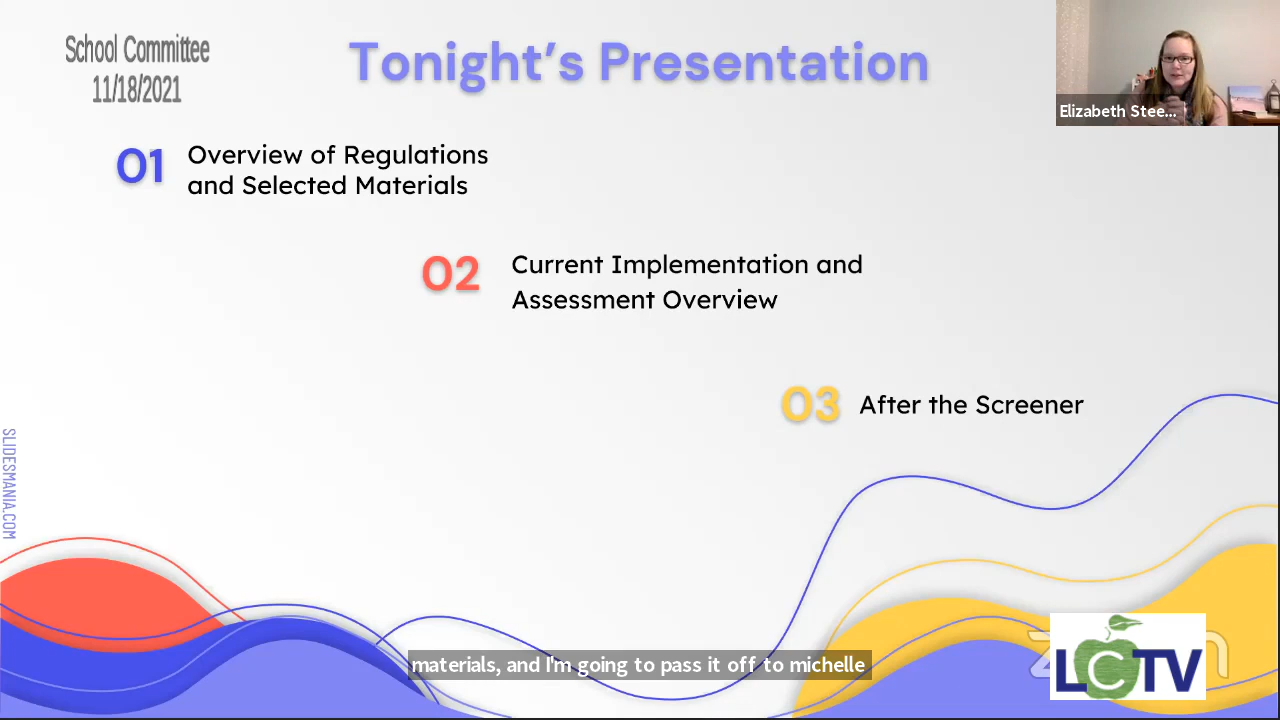 School Committee
11/18/2021
Tonight's Presentation
Elizabeth Stee...
01
Overview of Regulations
and Selected Materials
02
Current Implementation and
Assessment Overview
03
After the Screener
SLIDESMANIA.COM
materials, and I'm going to pass it off to michelle
LCTV